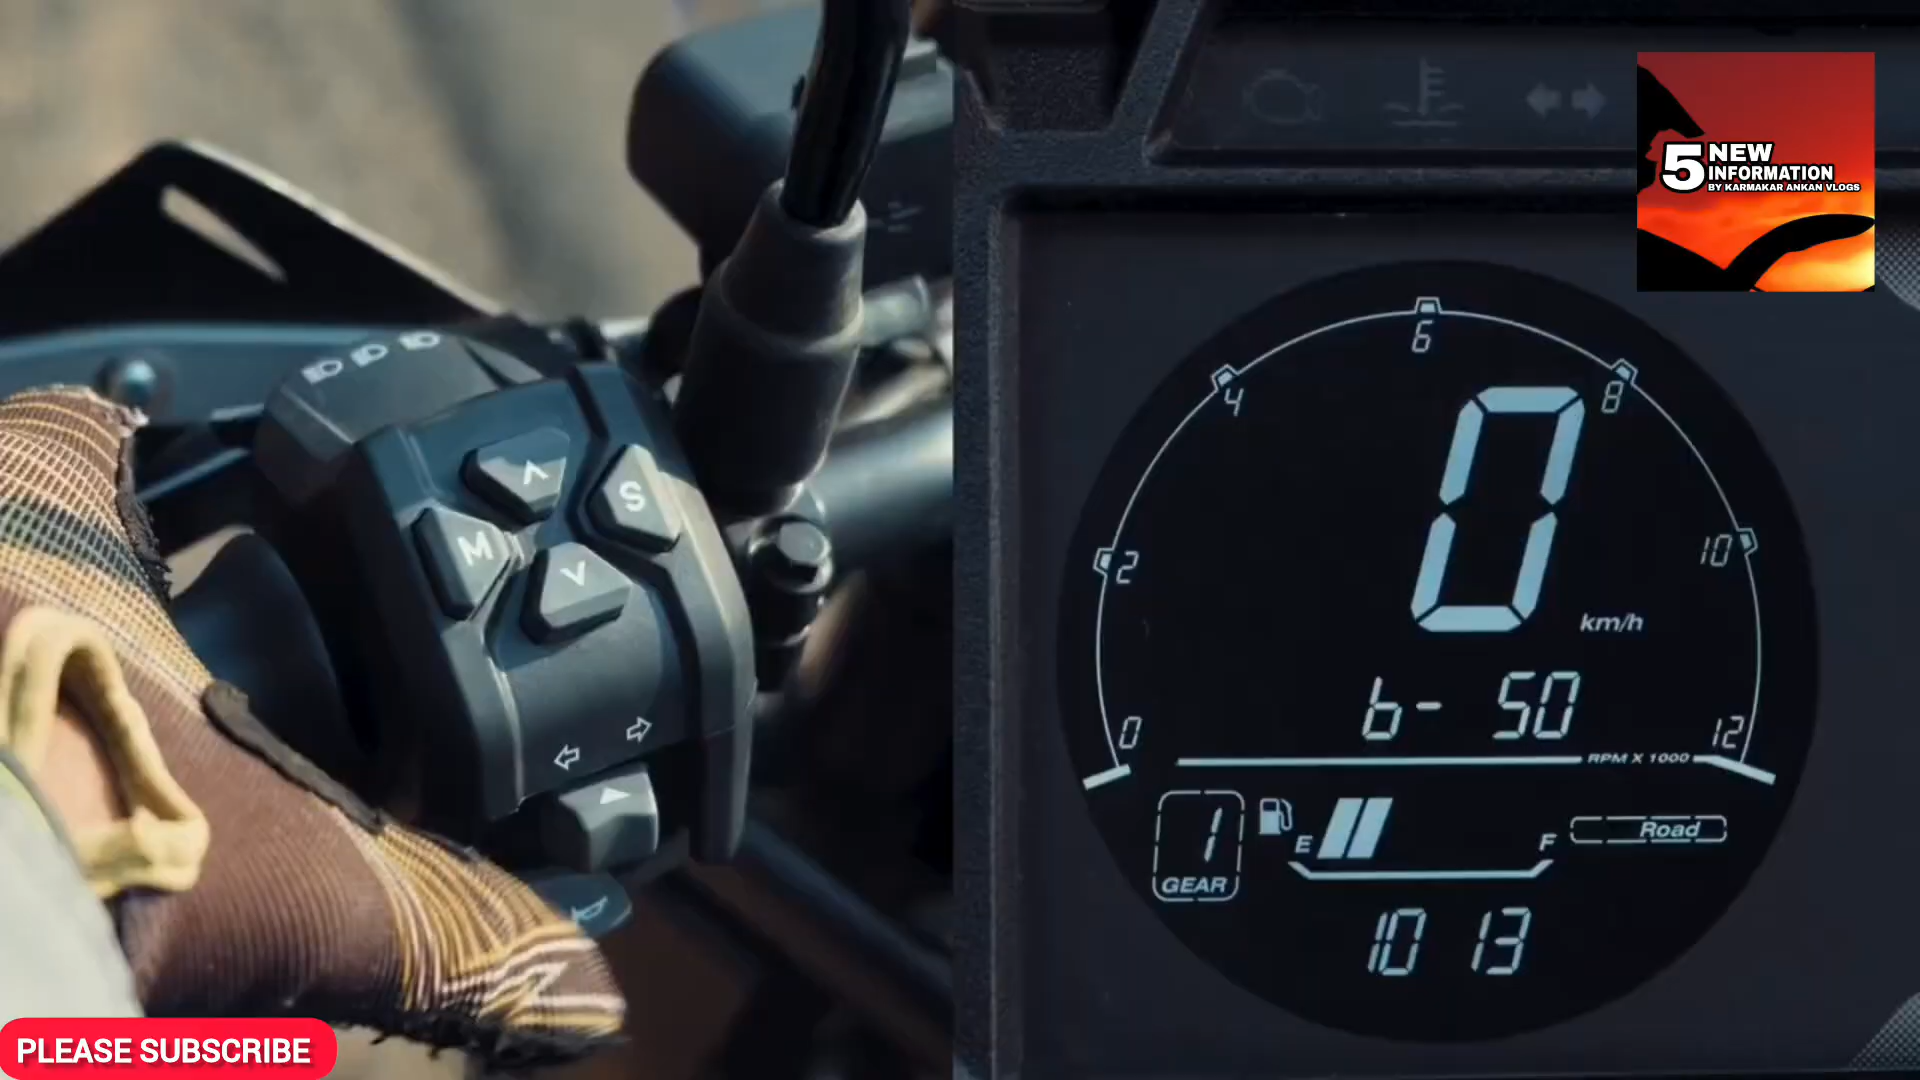 5 NEW
INFORMATION
BY KARMAKAR ANKAN VLOGS
S
M
0
2
4
6
8
10
12
0
km/h
b- 50
RPM X 1000
1
GEAR
E
F
Road
10 13
PLEASE SUBSCRIBE